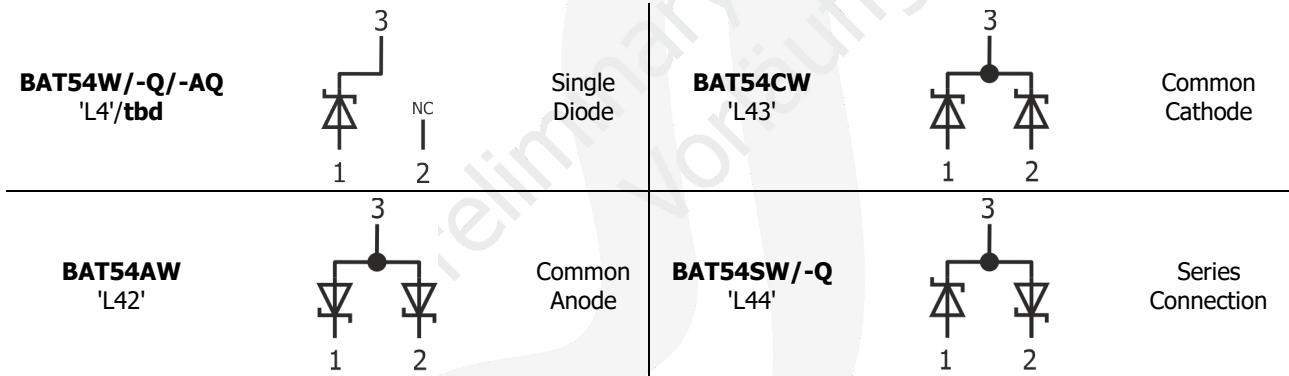 3
BAT54W/-Q/-AQ
'L4'/tbd
NC
1 2
Single
Diode
3
BAT54CW
'L43'
1 2
Common
Cathode
3
BAT54AW
'L42'
1 2
Common
Anode
3
BAT54SW/-Q
'L44'
1 2
Series
Connection